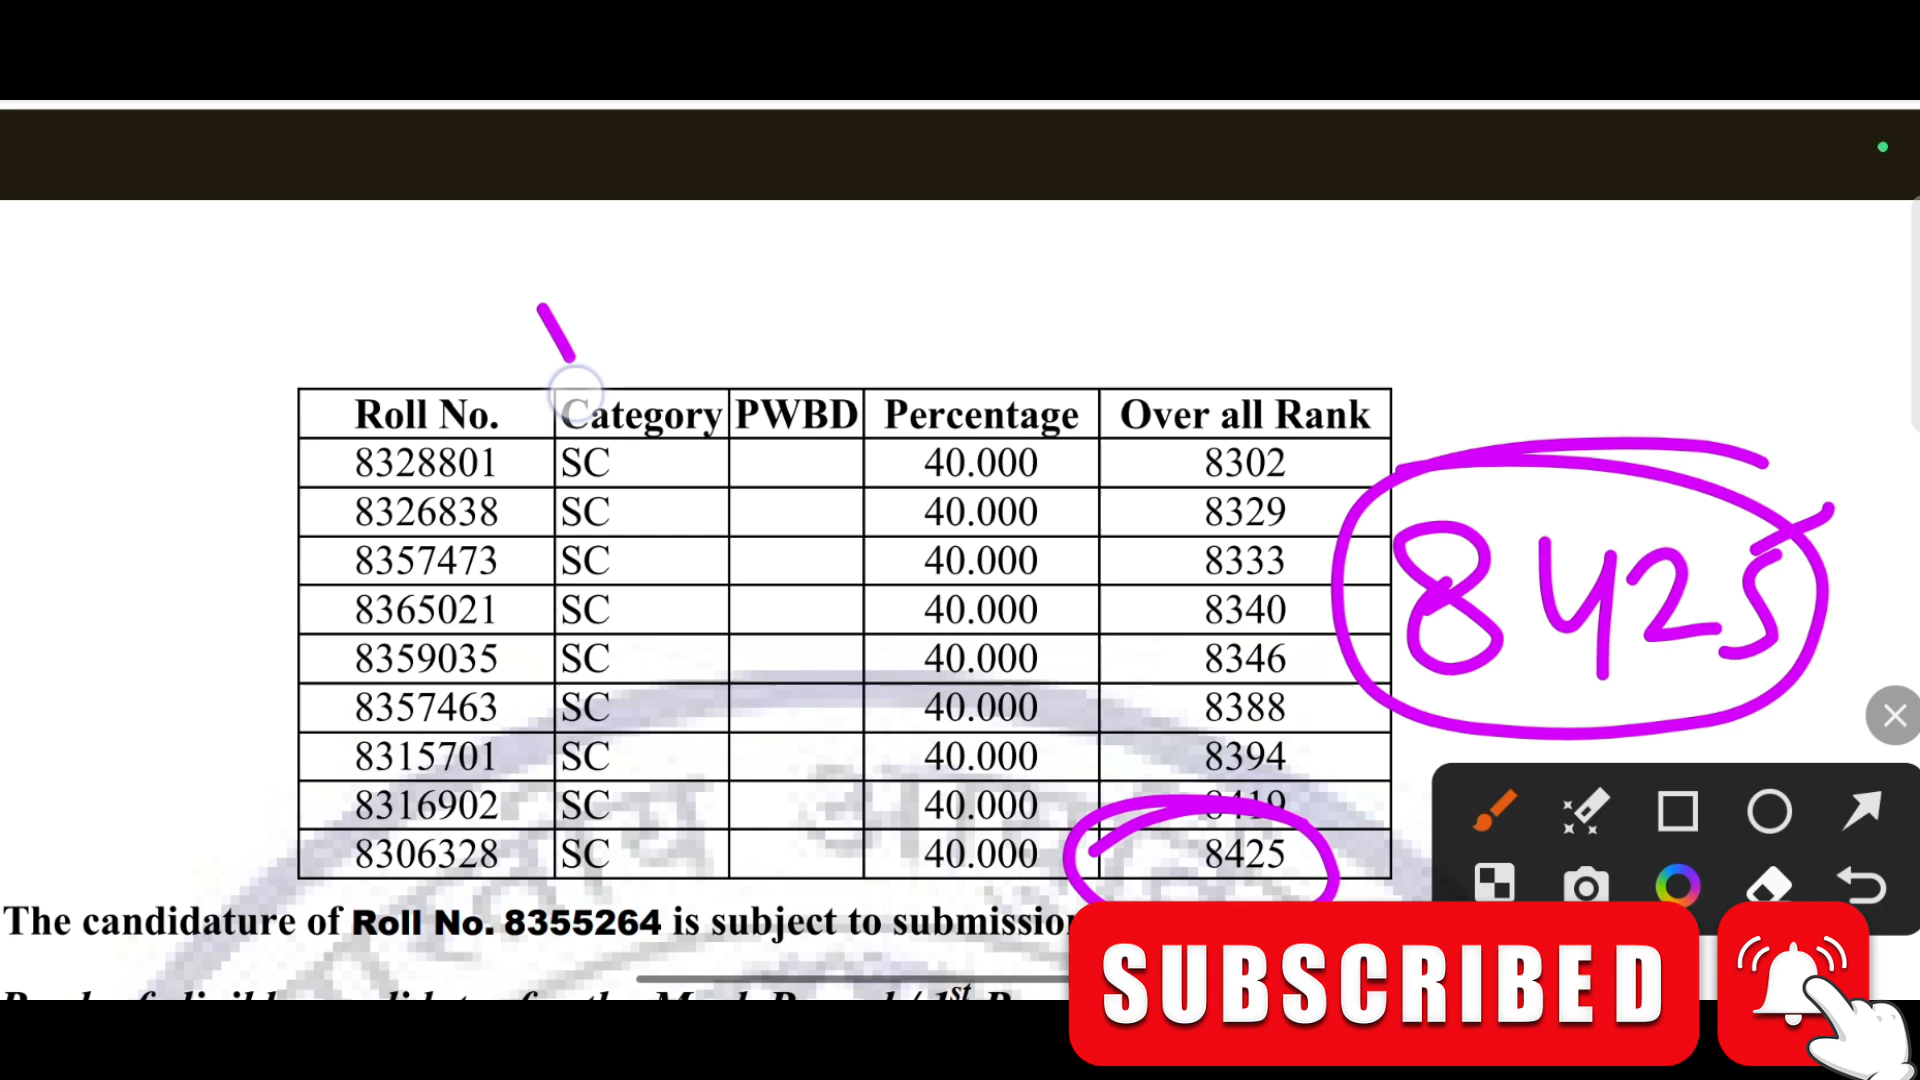 Roll No. Category PWBD Percentage Over all Rank
8328801 SC 40.000 8302
8326838 SC 40.000 8329
8357473 SC 40.000 8333
8365021 SC 40.000 8340
8359035 SC 40.000 8346
8357463 SC 40.000 8388
8315701 SC 40.000 8394
8316902 SC 40.000 8419
8306328 SC 40.000 8425
8425
The candidature of Roll No. 8355264 is subject to submission
SUBSCRIBED